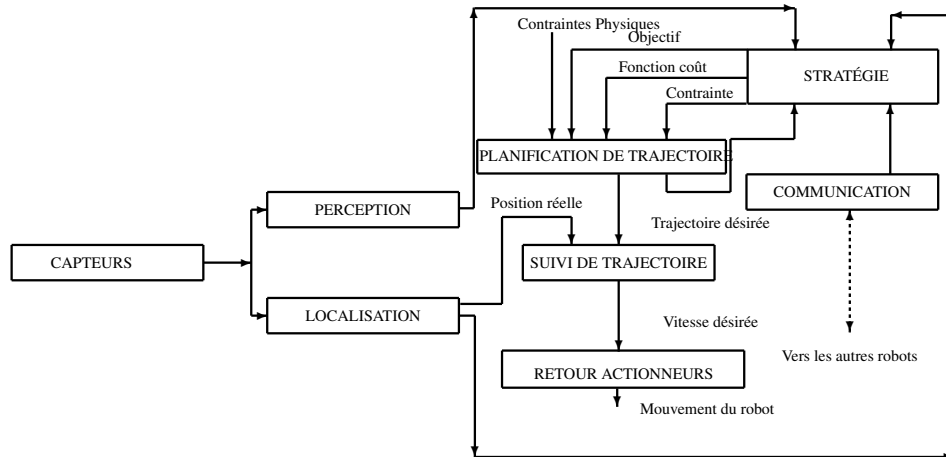 Contraintes Physiques
Objectif
STRATÉGIE
Fonction coût
Contrainte
PLANIFICATION DE TRAJECTOIRE
COMMUNICATION
PERCEPTION
Position réelle
Trajectoire désirée
CAPTEURS
SUIVI DE TRAJECTOIRE
LOCALISATION
Vitesse désirée
Vers les autres robots
RETOUR ACTIONNEURS
Mouvement du robot